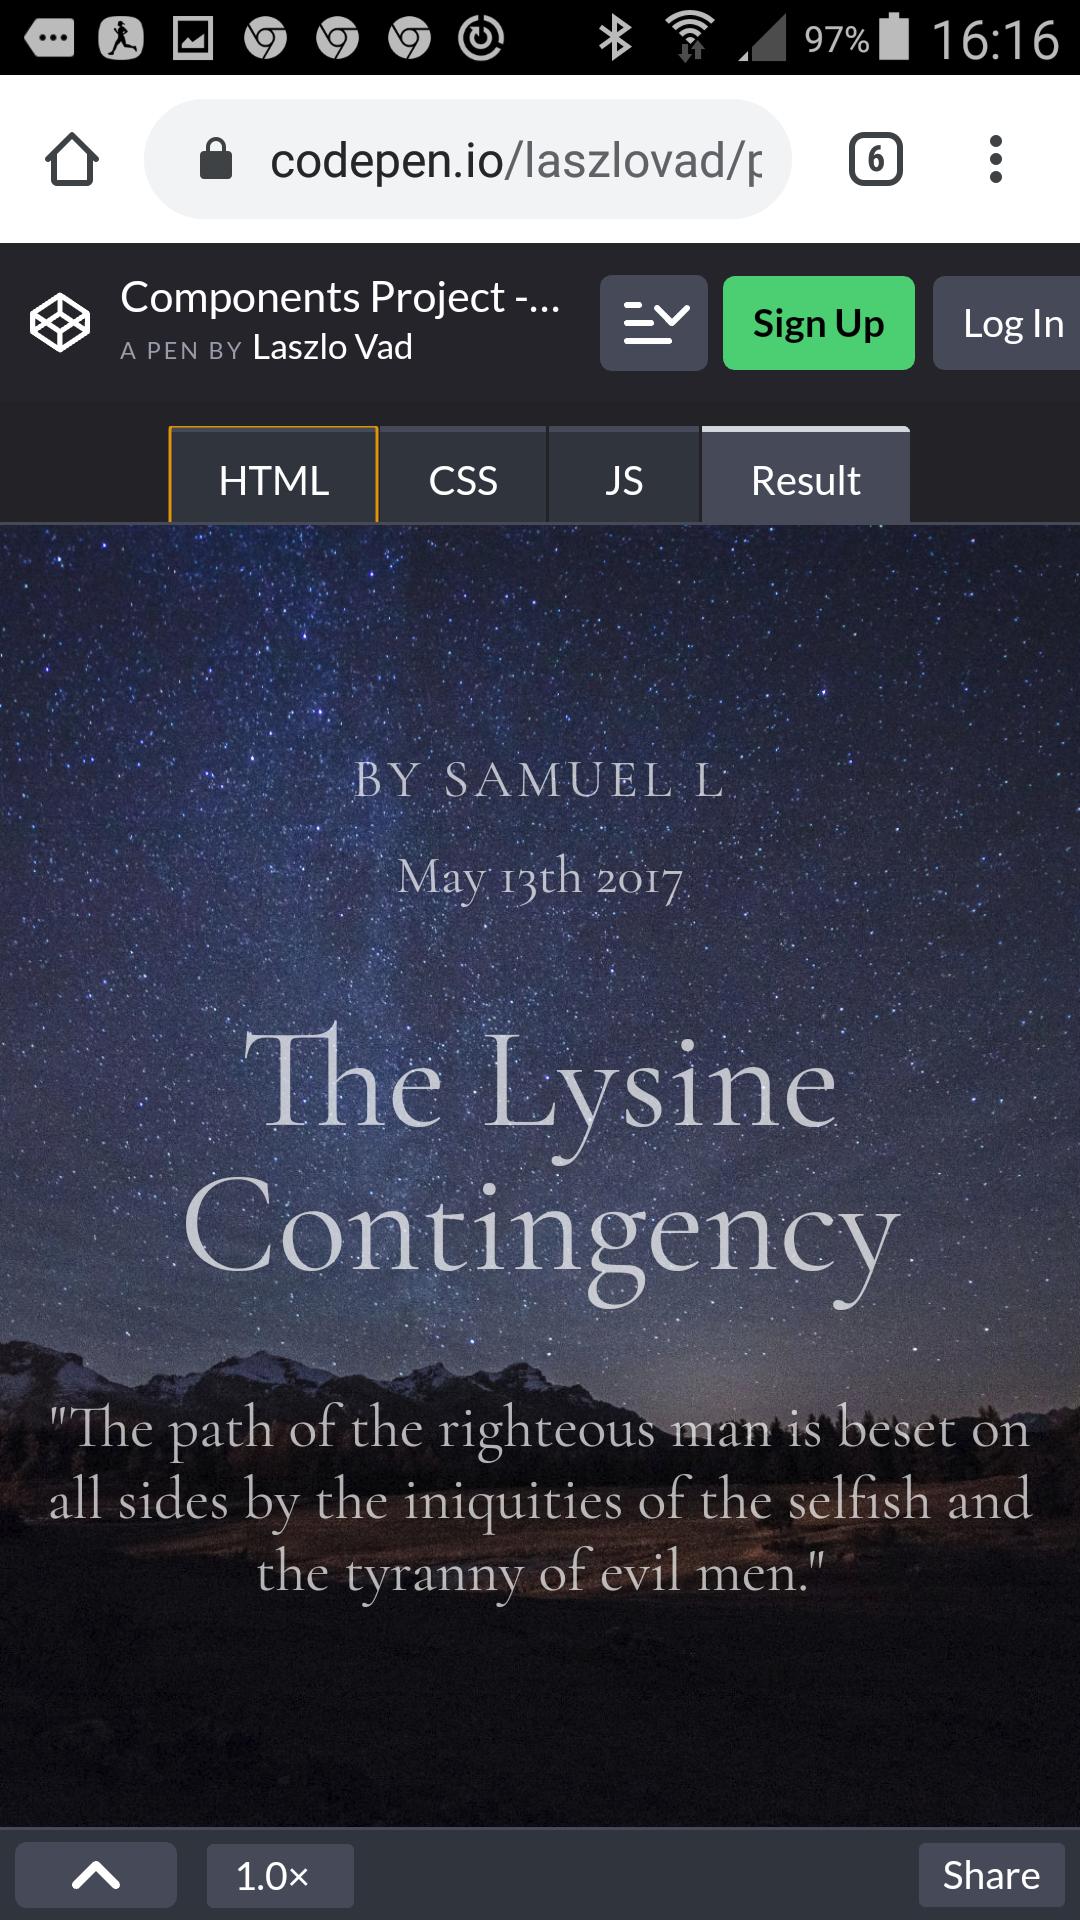 97% 16:16
codepen.io/laszlovad/p
6
Components Project -...
A PEN BY Laszlo Vad
Sign Up
Log In
HTML CSS JS Result
BY SAMUEL L
May 13th 2017
The Lysine
Contingency
"The path of the righteous man is beset on
all sides by the iniquities of the selfish and
the tyranny of evil men."
1.0×
Share